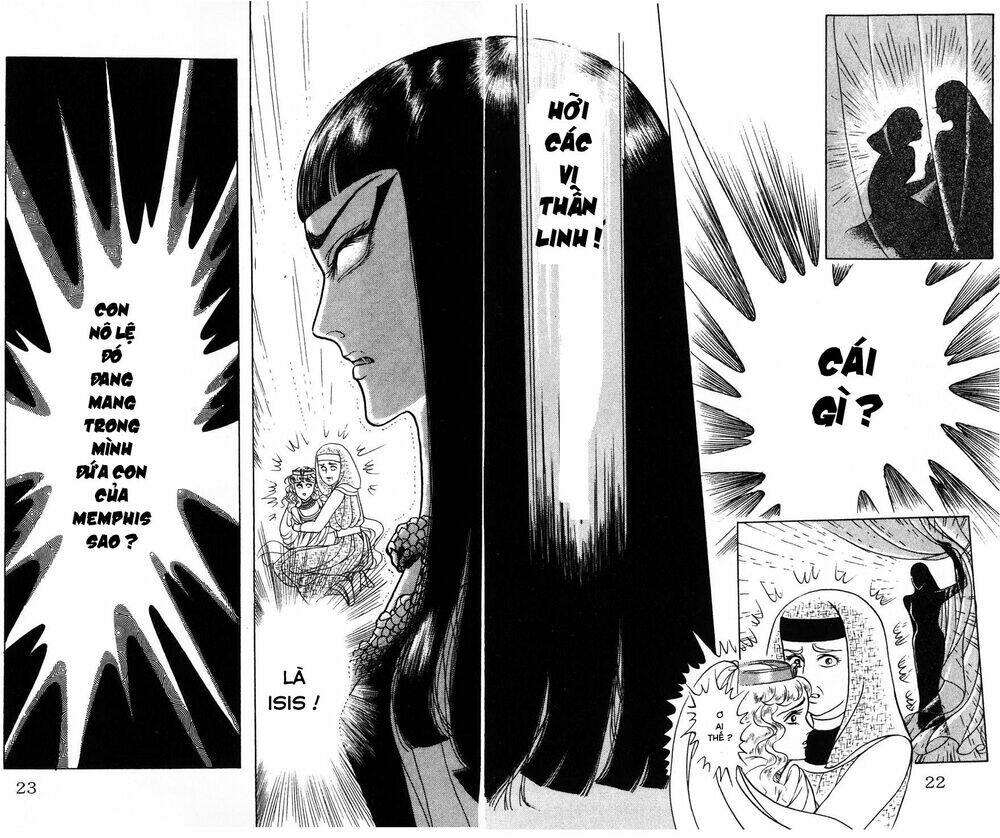 CÁI
GÌ ?
Ơ
AI
THẾ ?
22
HỠI
CÁC
VỊ
THẦN
LINH !
LÀ
ISIS !
CON
NÔ LỆ
ĐÓ
ĐANG
MANG
TRONG
MÌNH
ĐỨA CON
CỦA
MEMPHIS
SAO ?
23